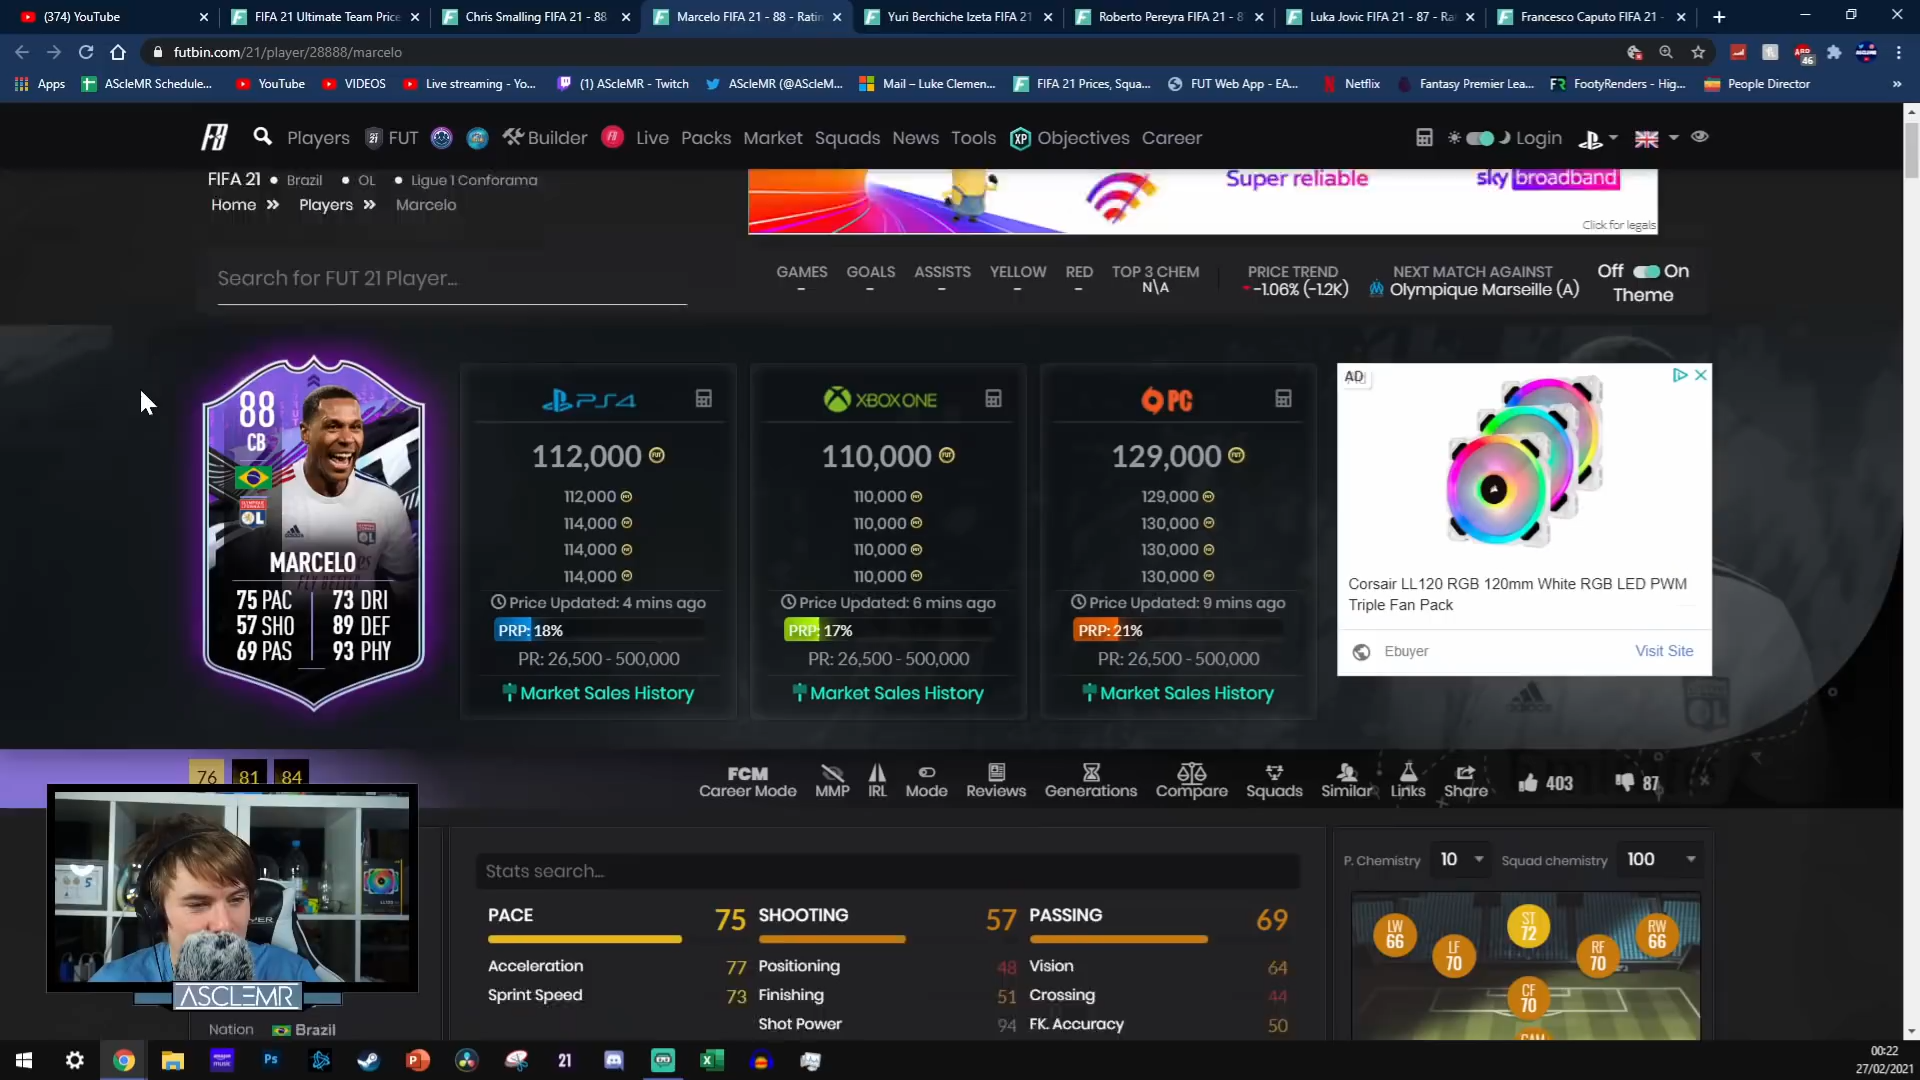 (374) YouTube
FIFA 21 Ultimate Team Price
Chris Smalling FIFA 21 - 88
Marcelo FIFA 21 - 88 - Ratin
Yuri Berchiche Izeta FIFA 21
Roberto Pereyra FIFA 21 - 8
Luka Jovic FIFA 21 - 87 - Ra
Francesco Caputo FIFA 21 -
futbin.com/21/player/28888/marcelo
46
Apps
AScleMR Schedule...
YouTube
VIDEOS
Live streaming - Yo...
(1) AScleMR - Twitch
AScleMR (@AScleM...
Mail – Luke Clemen...
FIFA 21 Prices, Squa...
FUT Web App - EA...
Netflix
Fantasy Premier Lea...
FootyRenders - Hig...
People Director
Players
21 FUT
Builder
Live
Packs
Market
Squads
News
Tools
XP Objectives
Career
Login
FIFA 21 • Brazil • OL • Ligue 1 Conforama
Super reliable
sky broadband
Click for legals
Home » Players » Marcelo
Search for FUT 21 Player...
GAMES GOALS ASSISTS YELLOW RED TOP 3 CHEM PRICE TREND NEXT MATCH AGAINST
- - - - - N\A -1.06% (-1.2K) Olympique Marseille (A)
Off On
Theme
88
CB
OL
MARCELO
75 PAC 73 DRI
57 SHO 89 DEF
69 PAS 93 PHY
PS4
112,000
112,000
114,000
114,000
114,000
Price Updated: 4 mins ago
PRP: 18%
PR: 26,500 - 500,000
Market Sales History
XBOX ONE
110,000
110,000
110,000
110,000
110,000
Price Updated: 6 mins ago
PRP: 17%
PR: 26,500 - 500,000
Market Sales History
PC
129,000
129,000
130,000
130,000
130,000
Price Updated: 9 mins ago
PRP: 21%
PR: 26,500 - 500,000
Market Sales History
AD
Corsair LL120 RGB 120mm White RGB LED PWM
Triple Fan Pack
Ebuyer
Visit Site
76 81 84
FCM
Career Mode
MMP
IRL
Mode
Reviews
Generations
Compare
Squads
Similar
Links
Share
403
87
Stats search...
P. Chemistry 10 Squad chemistry 100
PACE 75 SHOOTING 57 PASSING 69
Acceleration 77 Positioning 48 Vision 64
Sprint Speed 73 Finishing 51 Crossing 44
Shot Power 94 FK. Accuracy 50
LW
66
LF
70
ST
72
RF
70
RW
66
CF
70
CAM
ASCLEMR
Nation Brazil
00:22
27/02/2021